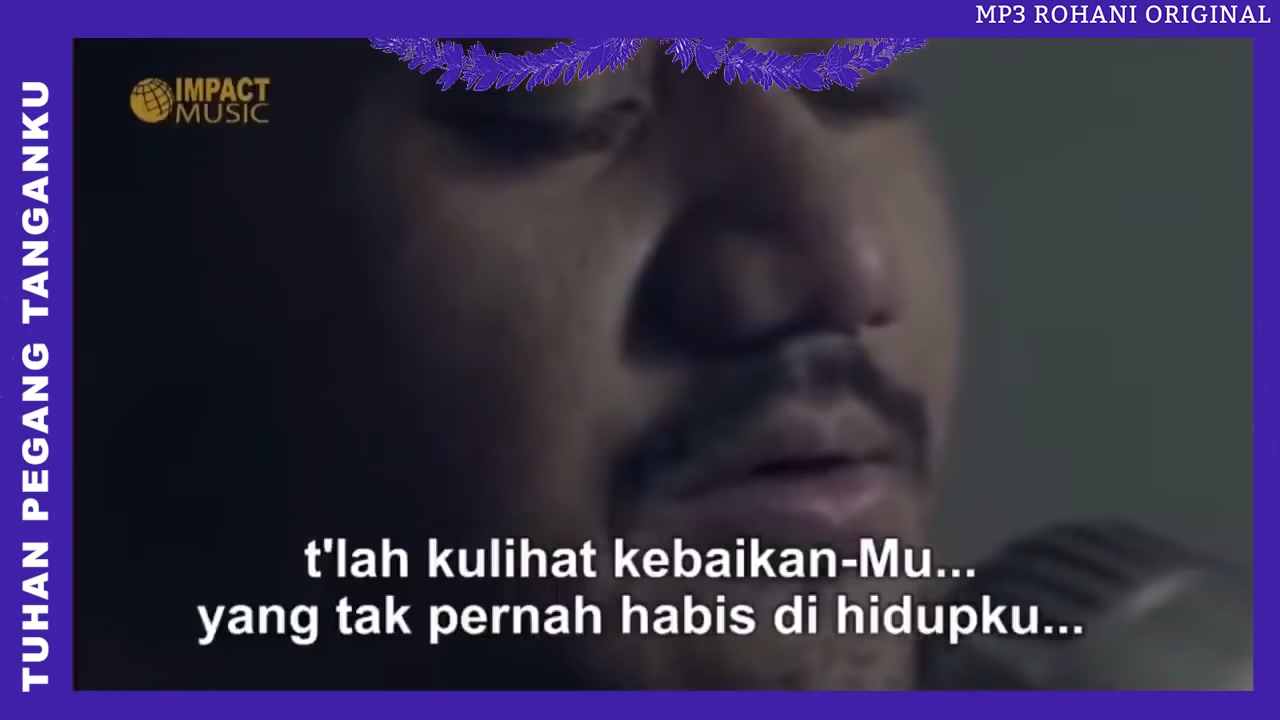 MP3 ROHANI ORIGINAL
TUHAN PEGANG TANGANKU
IMPACT
MUSIC
t'lah kulihat kebaikan-Mu...
yang tak pernah habis di hidupku...